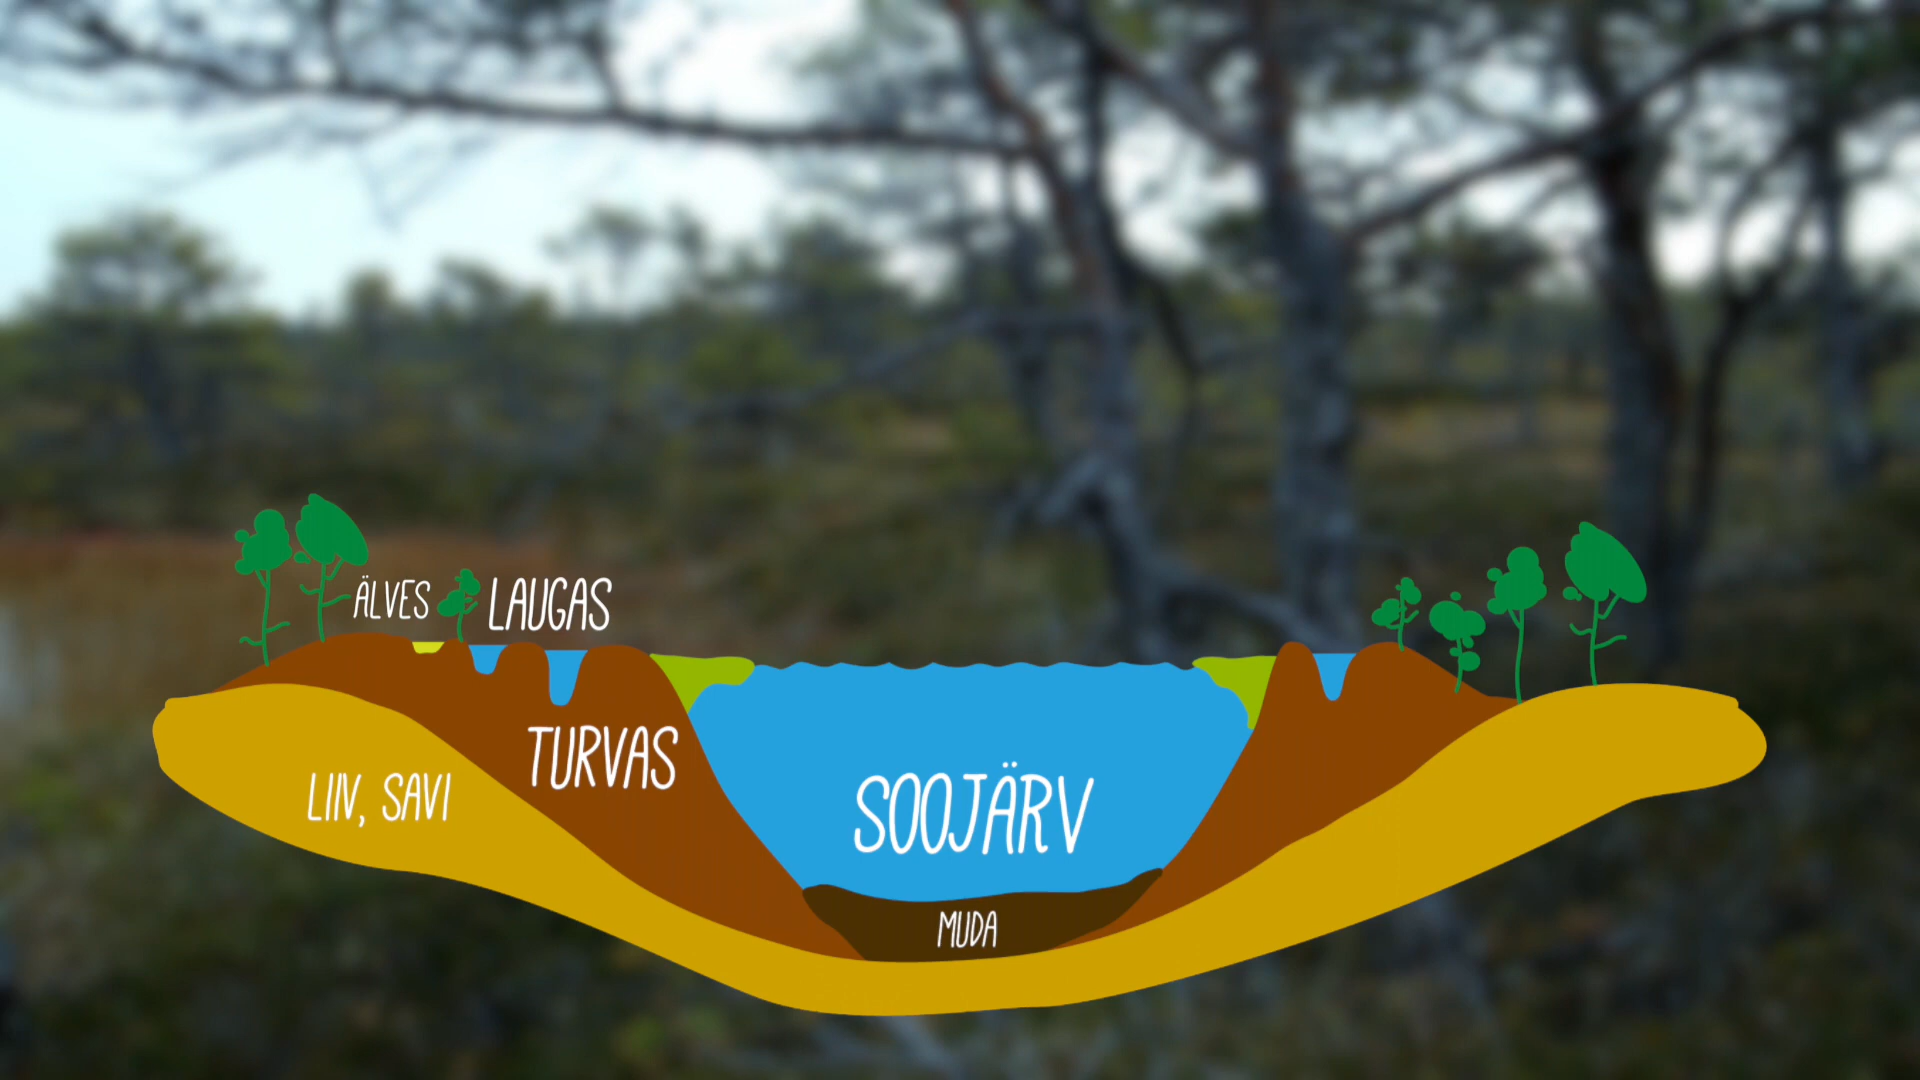 ÄLVES
LAUGAS
TURVAS
LIIV, SAVI
SOOJÄRV
MUDA